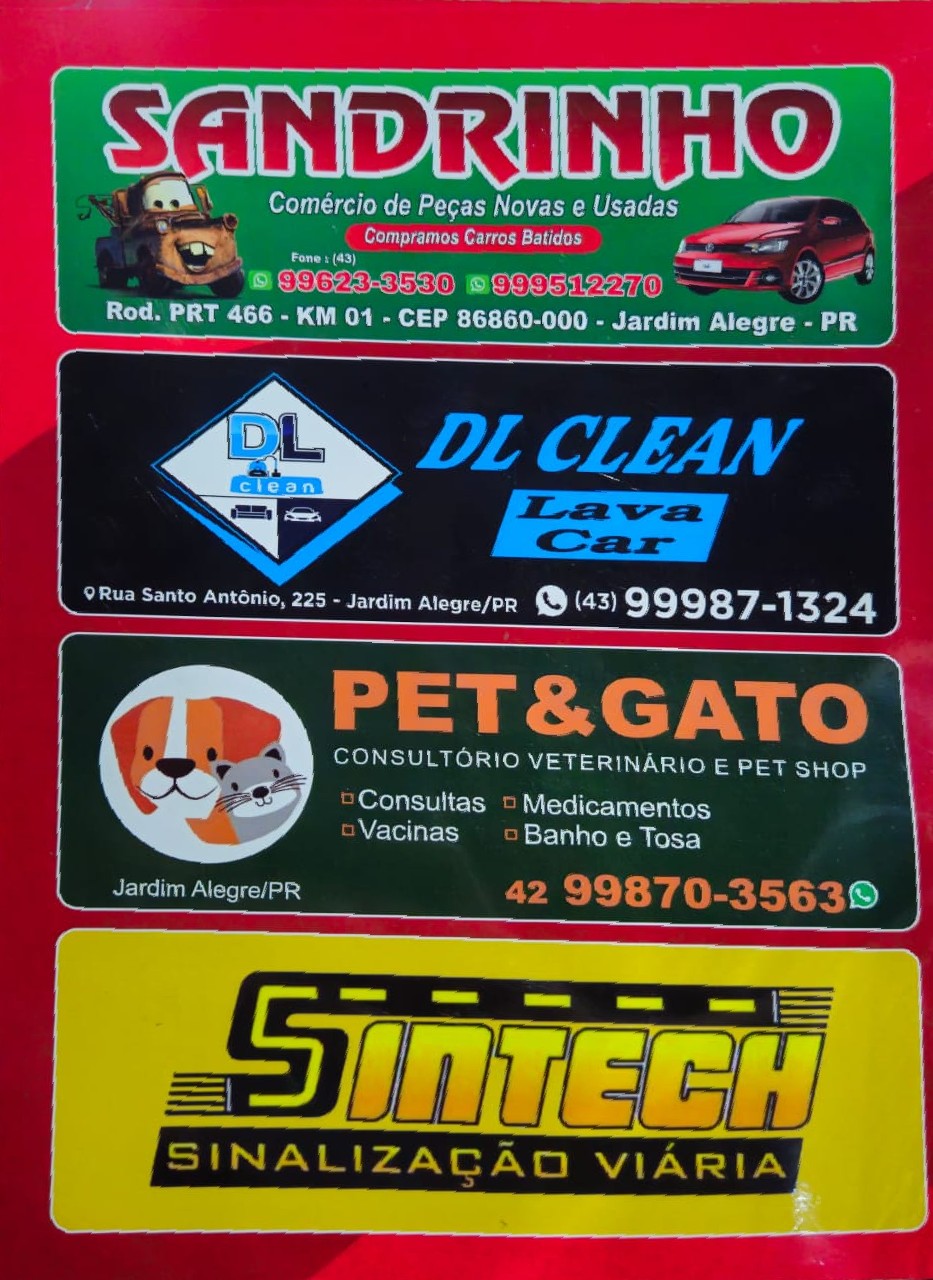 SANDRINHO
Comércio de Peças Novas e Usadas
Compramos Carros Batidos
Fone : (43)
99623-3530 999512270
Rod. PRT 466 - KM 01 - CEP 86860-000 - Jardim Alegre - PR
DL
clean
DL CLEAN
Lava
Car
Rua Santo Antônio, 225 - Jardim Alegre/PR (43) 99987-1324
PET&GATO
CONSULTÓRIO VETERINÁRIO E PET SHOP
Consultas Medicamentos
Vacinas Banho e Tosa
Jardim Alegre/PR 42 99870-3563
SINTECH
SINALIZAÇÃO VIÁRIA